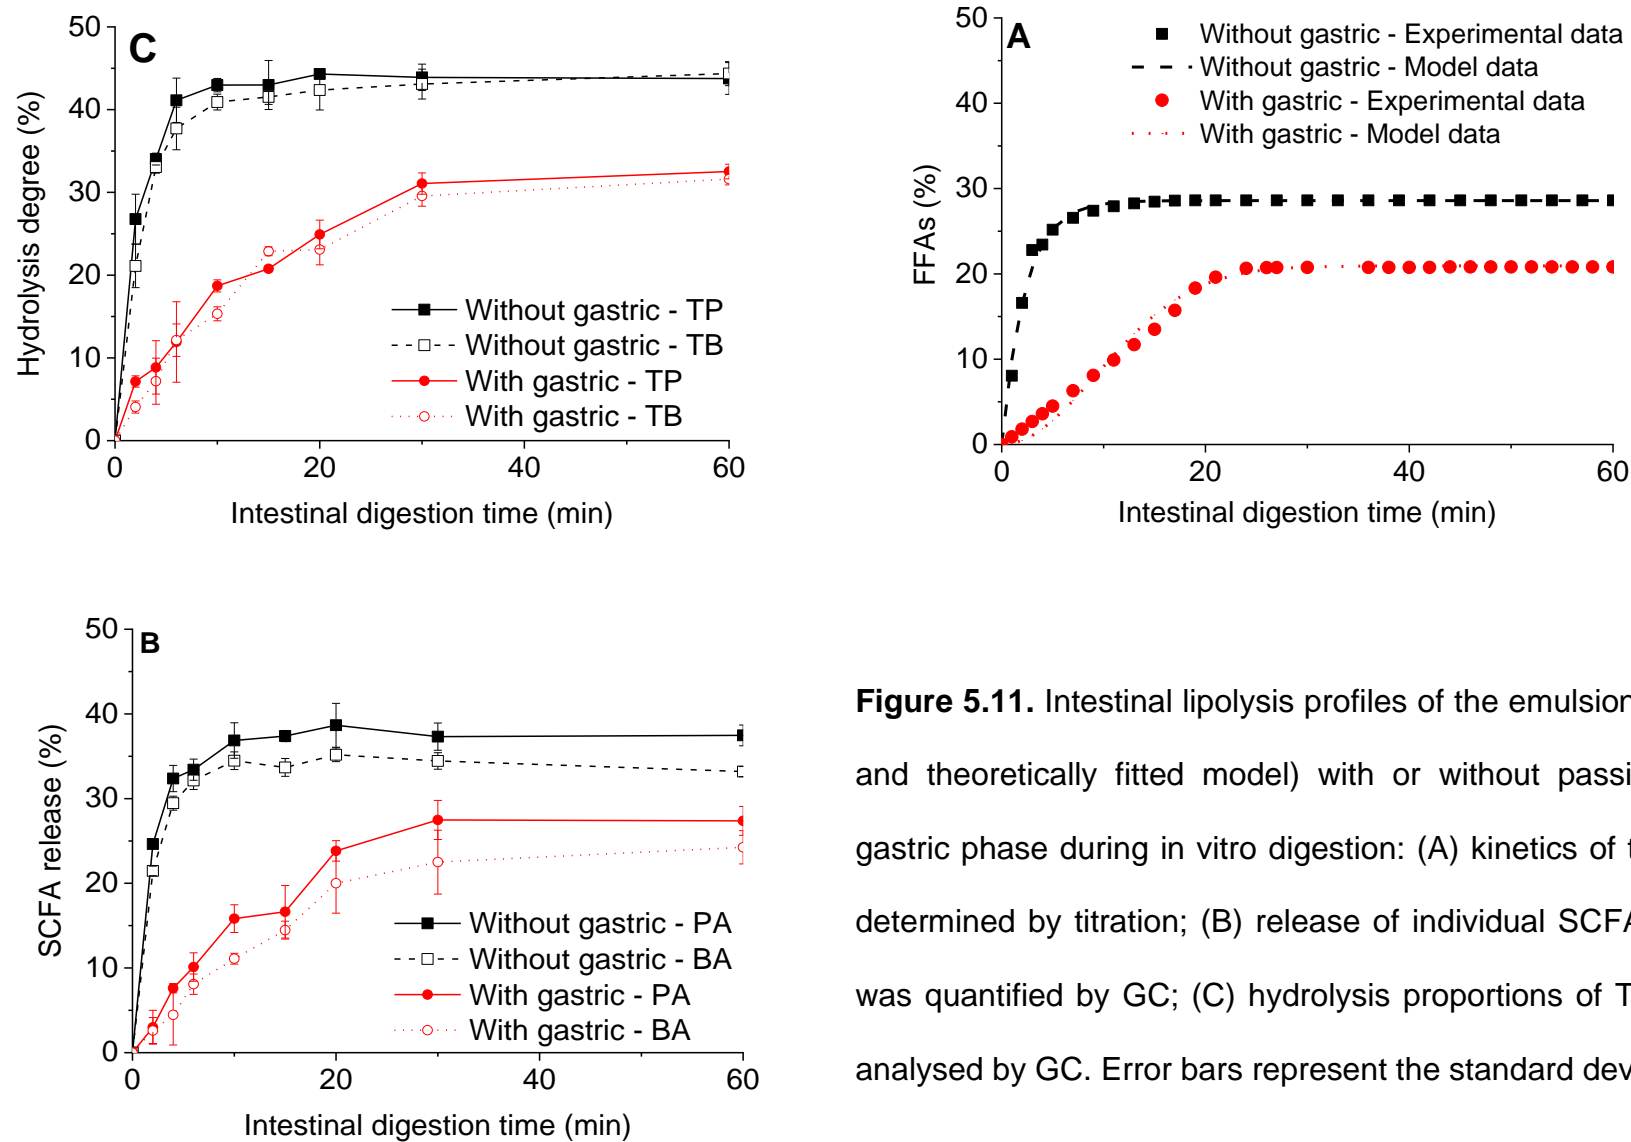 C
Hydrolysis degree (%)
50
40
30
20
10
0
0 20 40 60
Intestinal digestion time (min)
Without gastric - TP
Without gastric - TB
With gastric - TP
With gastric - TB
A
FFAs (%)
50
40
30
20
10
0
0 20 40 60
Intestinal digestion time (min)
Without gastric - Experimental data
Without gastric - Model data
With gastric - Experimental data
With gastric - Model data
B
SCFA release (%)
50
40
30
20
10
0
0 20 40 60
Intestinal digestion time (min)
Without gastric - PA
Without gastric - BA
With gastric - PA
With gastric - BA
Figure 5.11. Intestinal lipolysis profiles of the emulsion
and theoretically fitted model) with or without passi
gastric phase during in vitro digestion: (A) kinetics of t
determined by titration; (B) release of individual SCFA
was quantified by GC; (C) hydrolysis proportions of T
analysed by GC. Error bars represent the standard dev